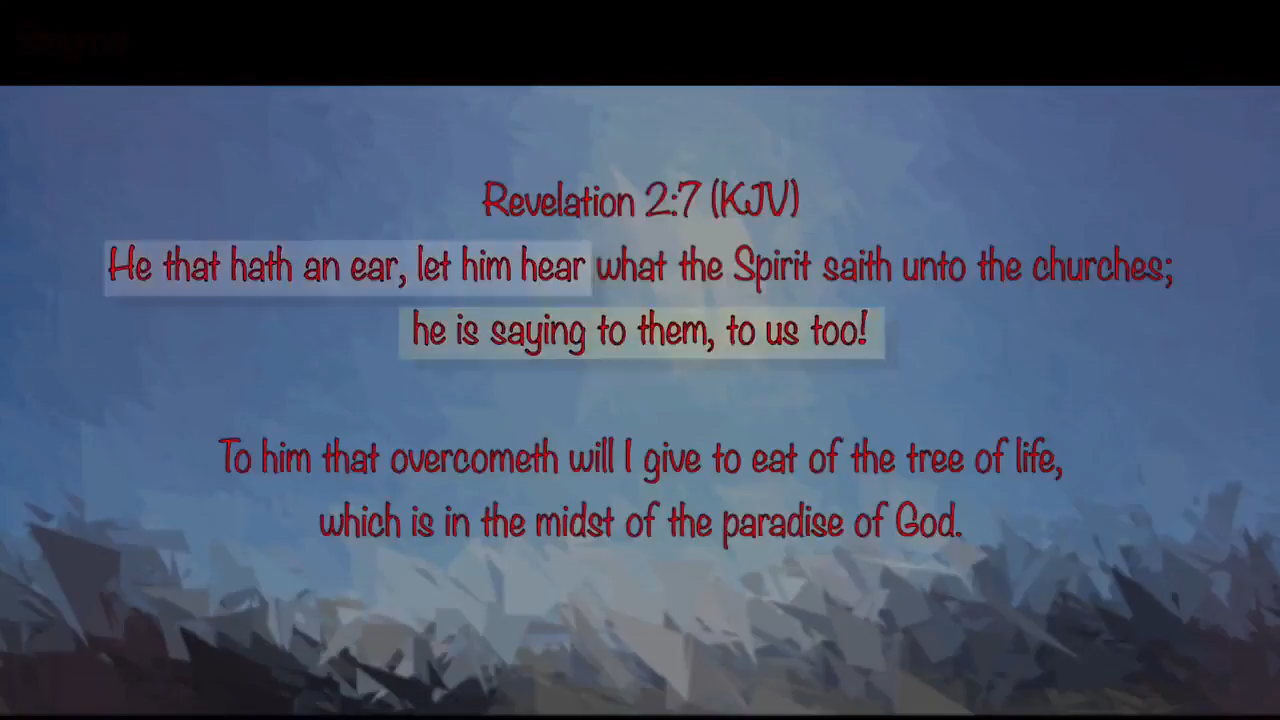 Revelation 2:7 (KJV)
He that hath an ear, let him hear what the Spirit saith unto the churches;
he is saying to them, to us too!
To him that overcometh will I give to eat of the tree of life,
which is in the midst of the paradise of God.